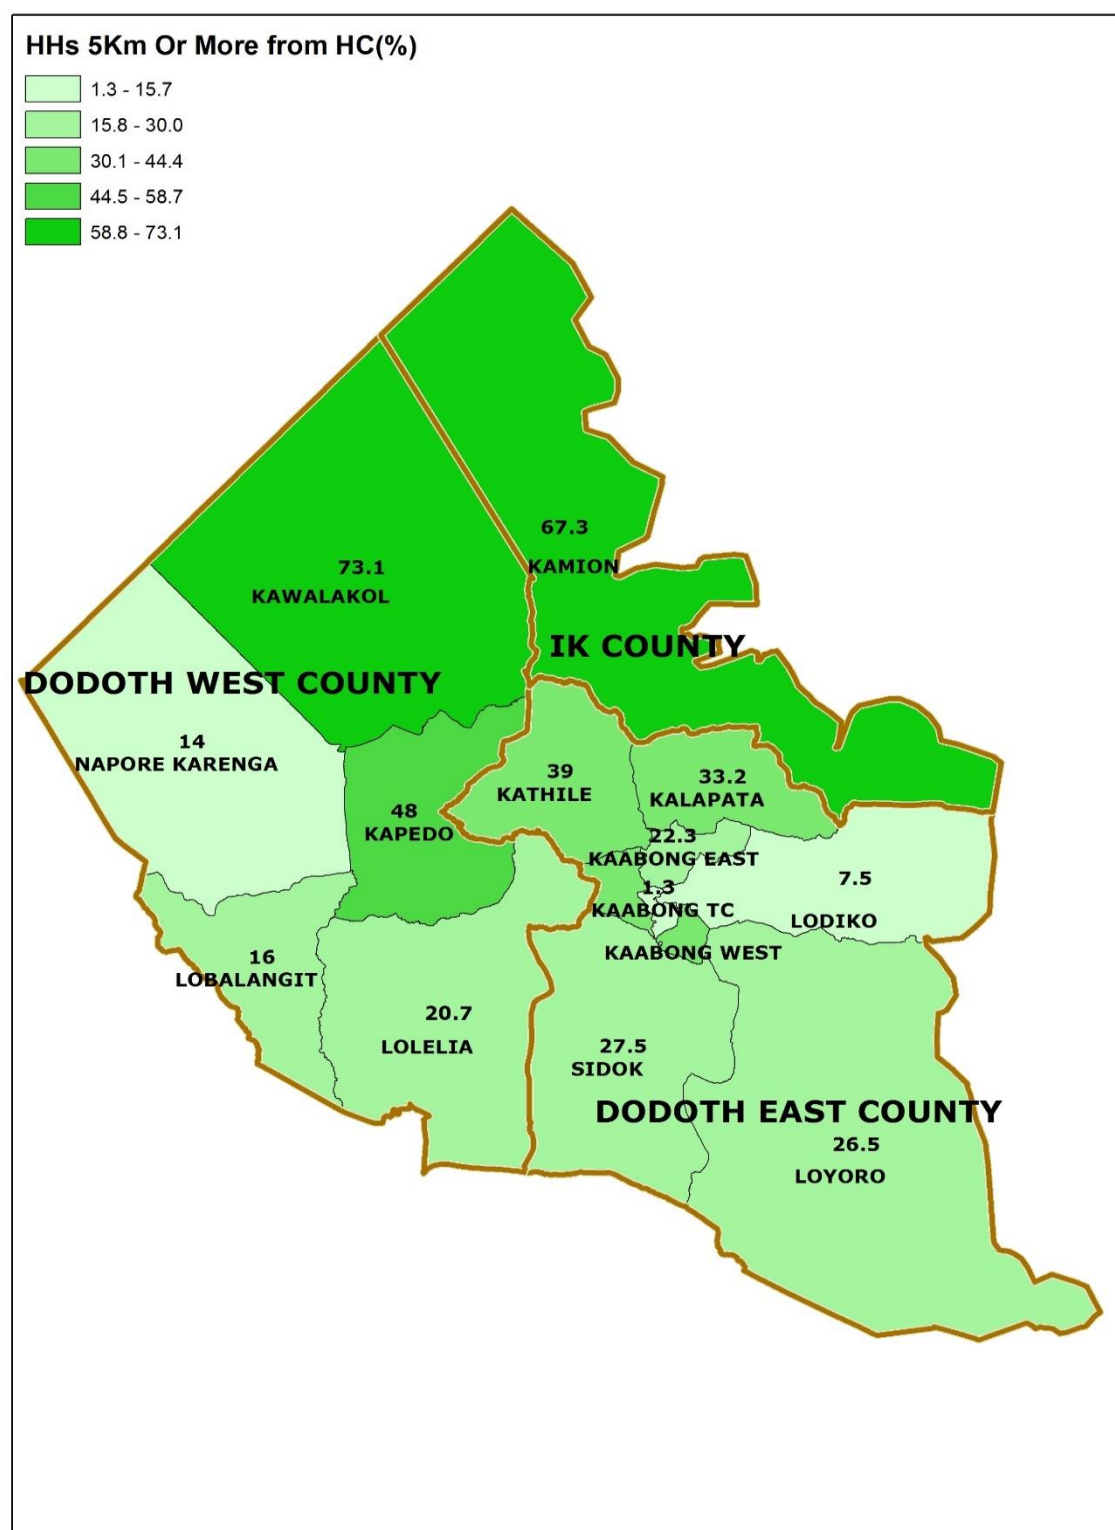 HHs 5Km Or More from HC(%)
1.3 - 15.7
15.8 - 30.0
30.1 - 44.4
44.5 - 58.7
58.8 - 73.1
67.3
KAMION
73.1
KAWALAKOL
IK COUNTY
DODOTH WEST COUNTY
14
NAPORE KARENGA
39
KATHILE
33.2
KALAPATA
48
KAPEDO
22.3
KAABONG EAST
1.3
KAABONG TC
7.5
LODIKO
KAABONG WEST
16
LOBALANGIT
20.7
LOLELIA
27.5
SIDOK
DODOTH EAST COUNTY
26.5
LOYORO